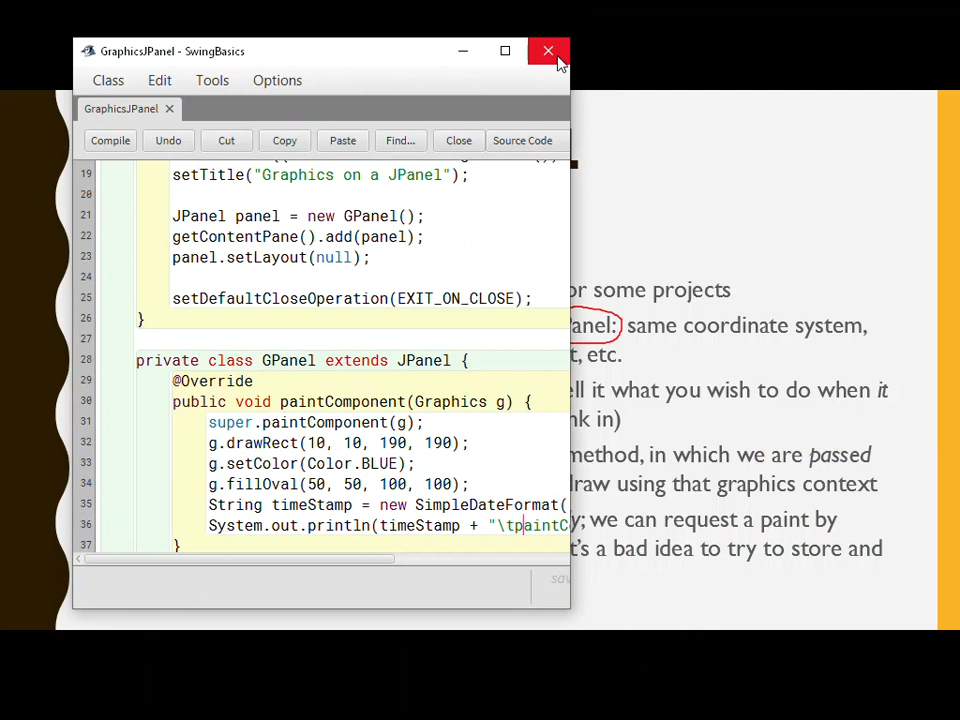 GraphicsJPanel - SwingBasics
Class Edit Tools Options
GraphicsJPanel
Compile Undo Cut Copy Paste Find... Close Source Code
19 setTitle("Graphics on a JPanel");
20
21 JPanel panel = new GPanel();
22 getContentPane().add(panel);
23 panel.setLayout(null);
24
25 setDefaultCloseOperation(EXIT_ON_CLOSE);
26 }
27
28 private class GPanel extends JPanel {
29 @Override
30 public void paintComponent(Graphics g) {
31 super.paintComponent(g);
32 g.drawRect(10, 10, 190, 190);
33 g.setColor(Color.BLUE);
34 g.fillOval(50, 50, 100, 100);
35 String timeStamp = new SimpleDateFormat(
36 System.out.println(timeStamp + "\tpaintC
37 }
or some projects
Panel: same coordinate system,
t, etc.
ell it what you wish to do when it
nk in)
method, in which we are passed
draw using that graphics context
y; we can request a paint by
t's a bad idea to try to store and